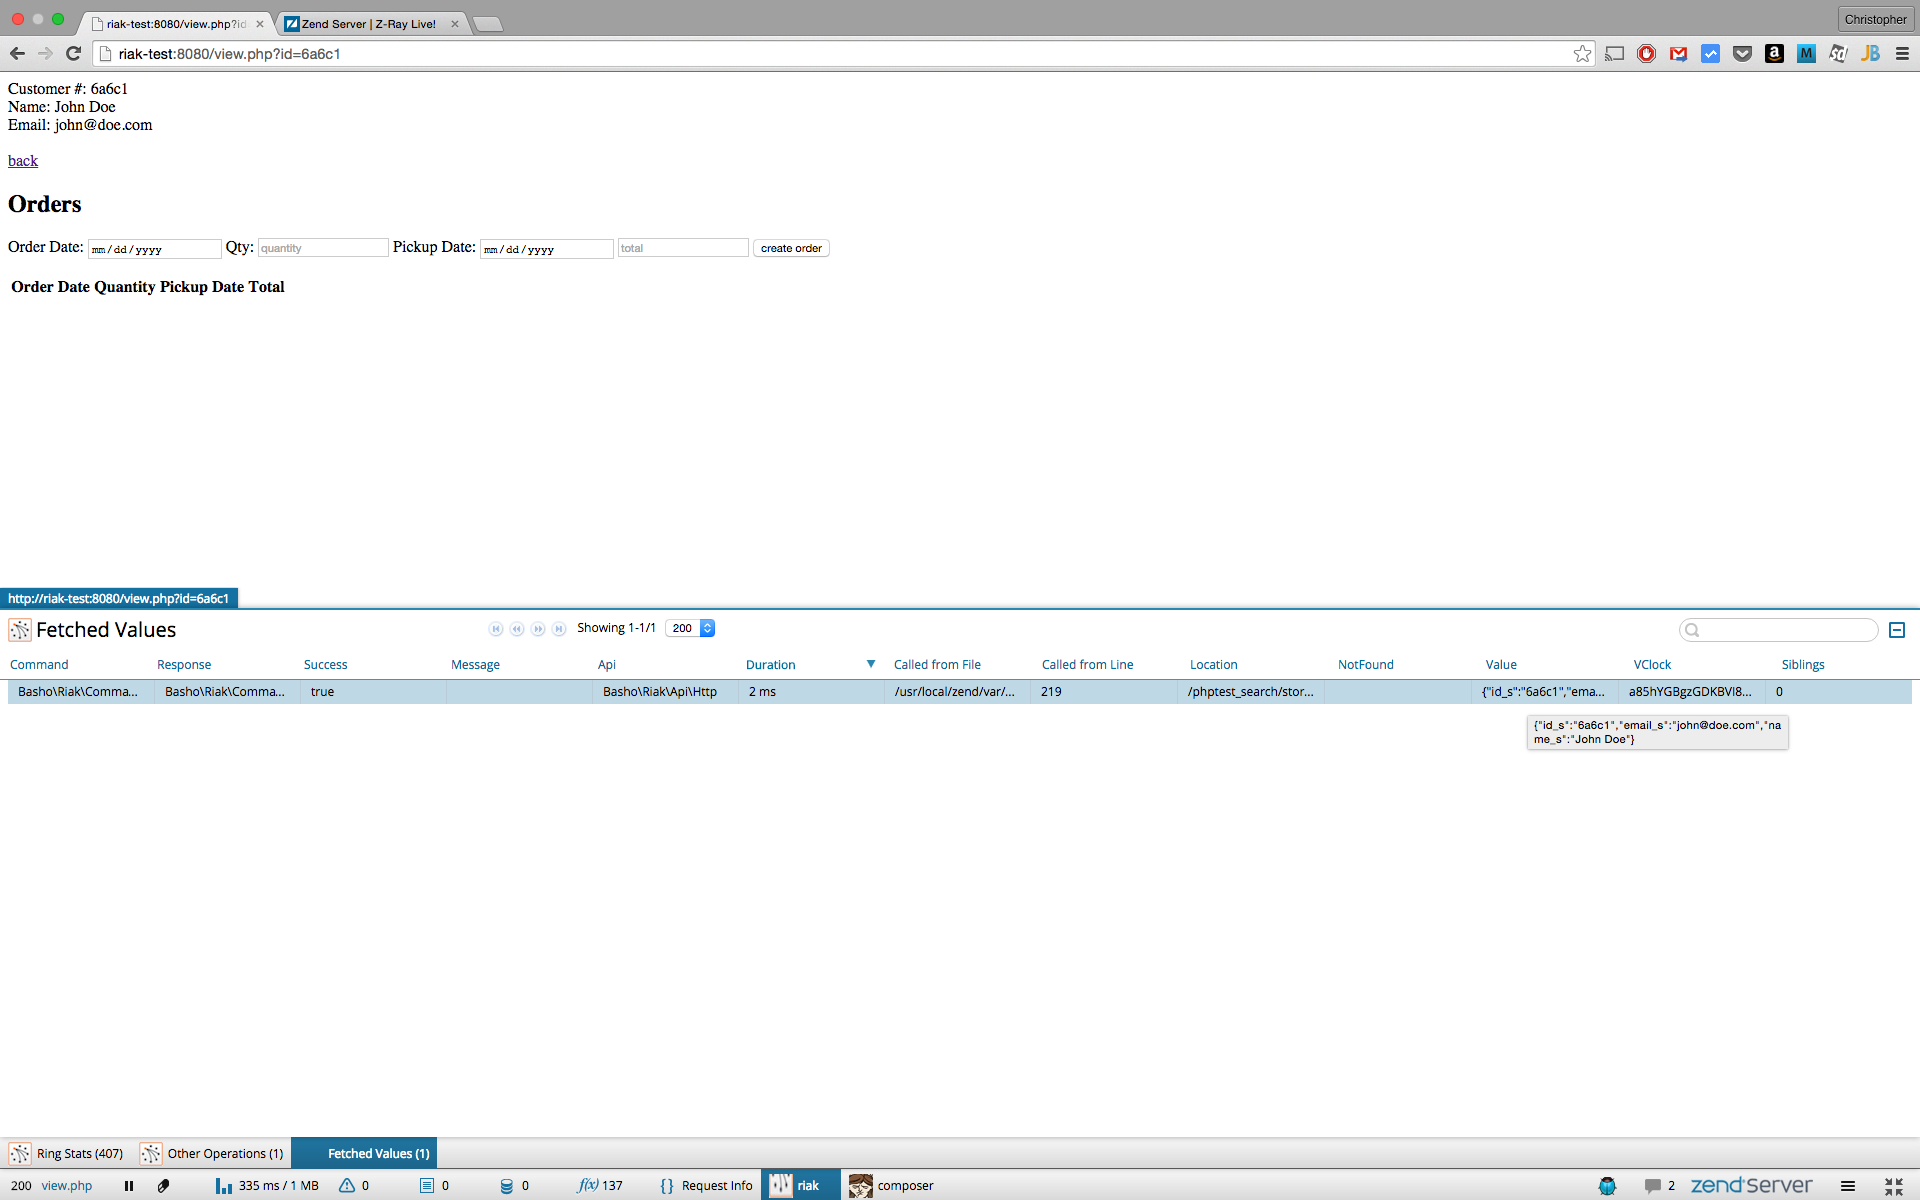 riak-test:8080/view.php?id
Zend Server | Z-Ray Live!
Christopher
riak-test:8080/view.php?id=6a6c1
Customer #: 6a6c1
Name: John Doe
Email: john@doe.com
back
Orders
Order Date: mm/dd/yyyy Qty: quantity Pickup Date: mm/dd/yyyy total create order
Order Date Quantity Pickup Date Total
http://riak-test:8080/view.php?id=6a6c1
Fetched Values Showing 1-1/1 200
Command Response Success Message Api Duration Called from File Called from Line Location NotFound Value VClock Siblings
Basho\Riak\Comma... Basho\Riak\Comma... true Basho\Riak\Api\Http 2 ms /usr/local/zend/var/... 219 /phptest_search/stor... {"id_s":"6a6c1","ema... a85hYGBgzGDKBVI8... 0
{"id_s":"6a6c1","email_s":"john@doe.com","na
me_s":"John Doe"}
Ring Stats (407) Other Operations (1) Fetched Values (1)
200 view.php 335 ms / 1 MB 0 0 0 f(x) 137 {} Request Info riak composer 2 zend Server